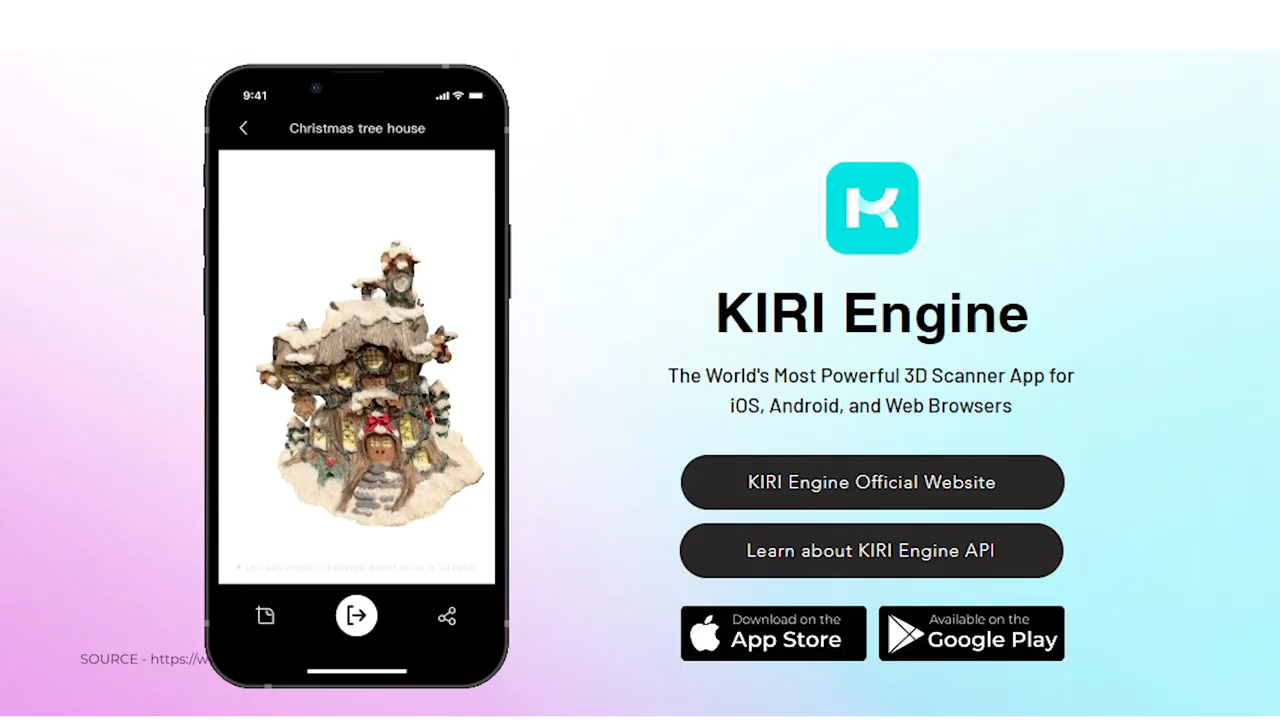 9:41
Christmas tree house
KIRI Engine
The World's Most Powerful 3D Scanner App for
iOS, Android, and Web Browsers
KIRI Engine Official Website
Learn about KIRI Engine API
Download on the
App Store
Available on the
Google Play
SOURCE - https://w